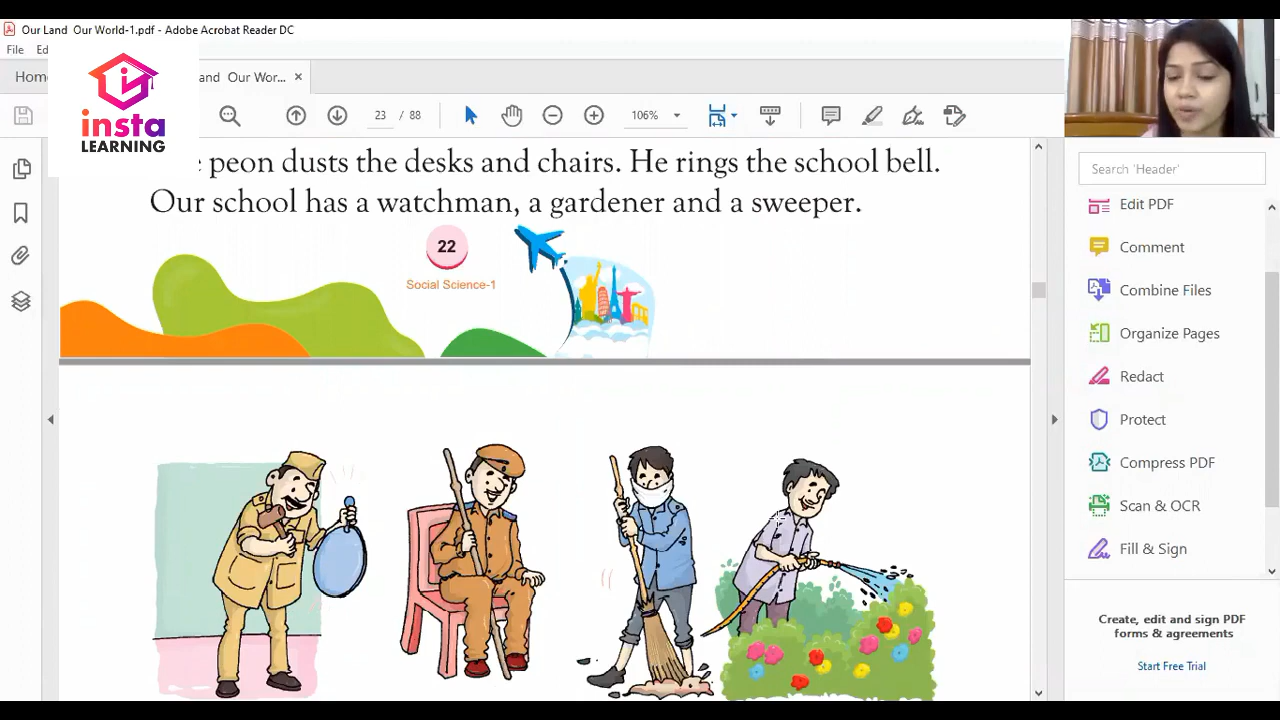 Our Land Our World-1.pdf - Adobe Acrobat Reader DC
File
Land Our Wor...
insta
LEARNING
23 / 88
106%
Search 'Header'
peon dusts the desks and chairs. He rings the school bell.
Our school has a watchman, a gardener and a sweeper.
22
Social Science-1
Edit PDF
Comment
Combine Files
Organize Pages
Redact
Protect
Compress PDF
Scan & OCR
Fill & Sign
Create, edit and sign PDF
forms & agreements
Start Free Trial